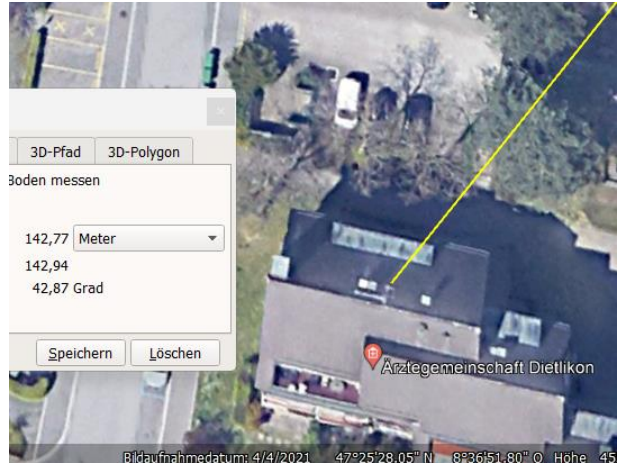 3D-Pfad 3D-Polygon
Boden messen
142,77 Meter
142,94
42,87 Grad
Speichern Löschen
Ärztegemeinschaft Dietlikon
Bildaufnahmedatum: 4/4/2021 47°25'28.05" N 8°36'51.80" O Höhe 45